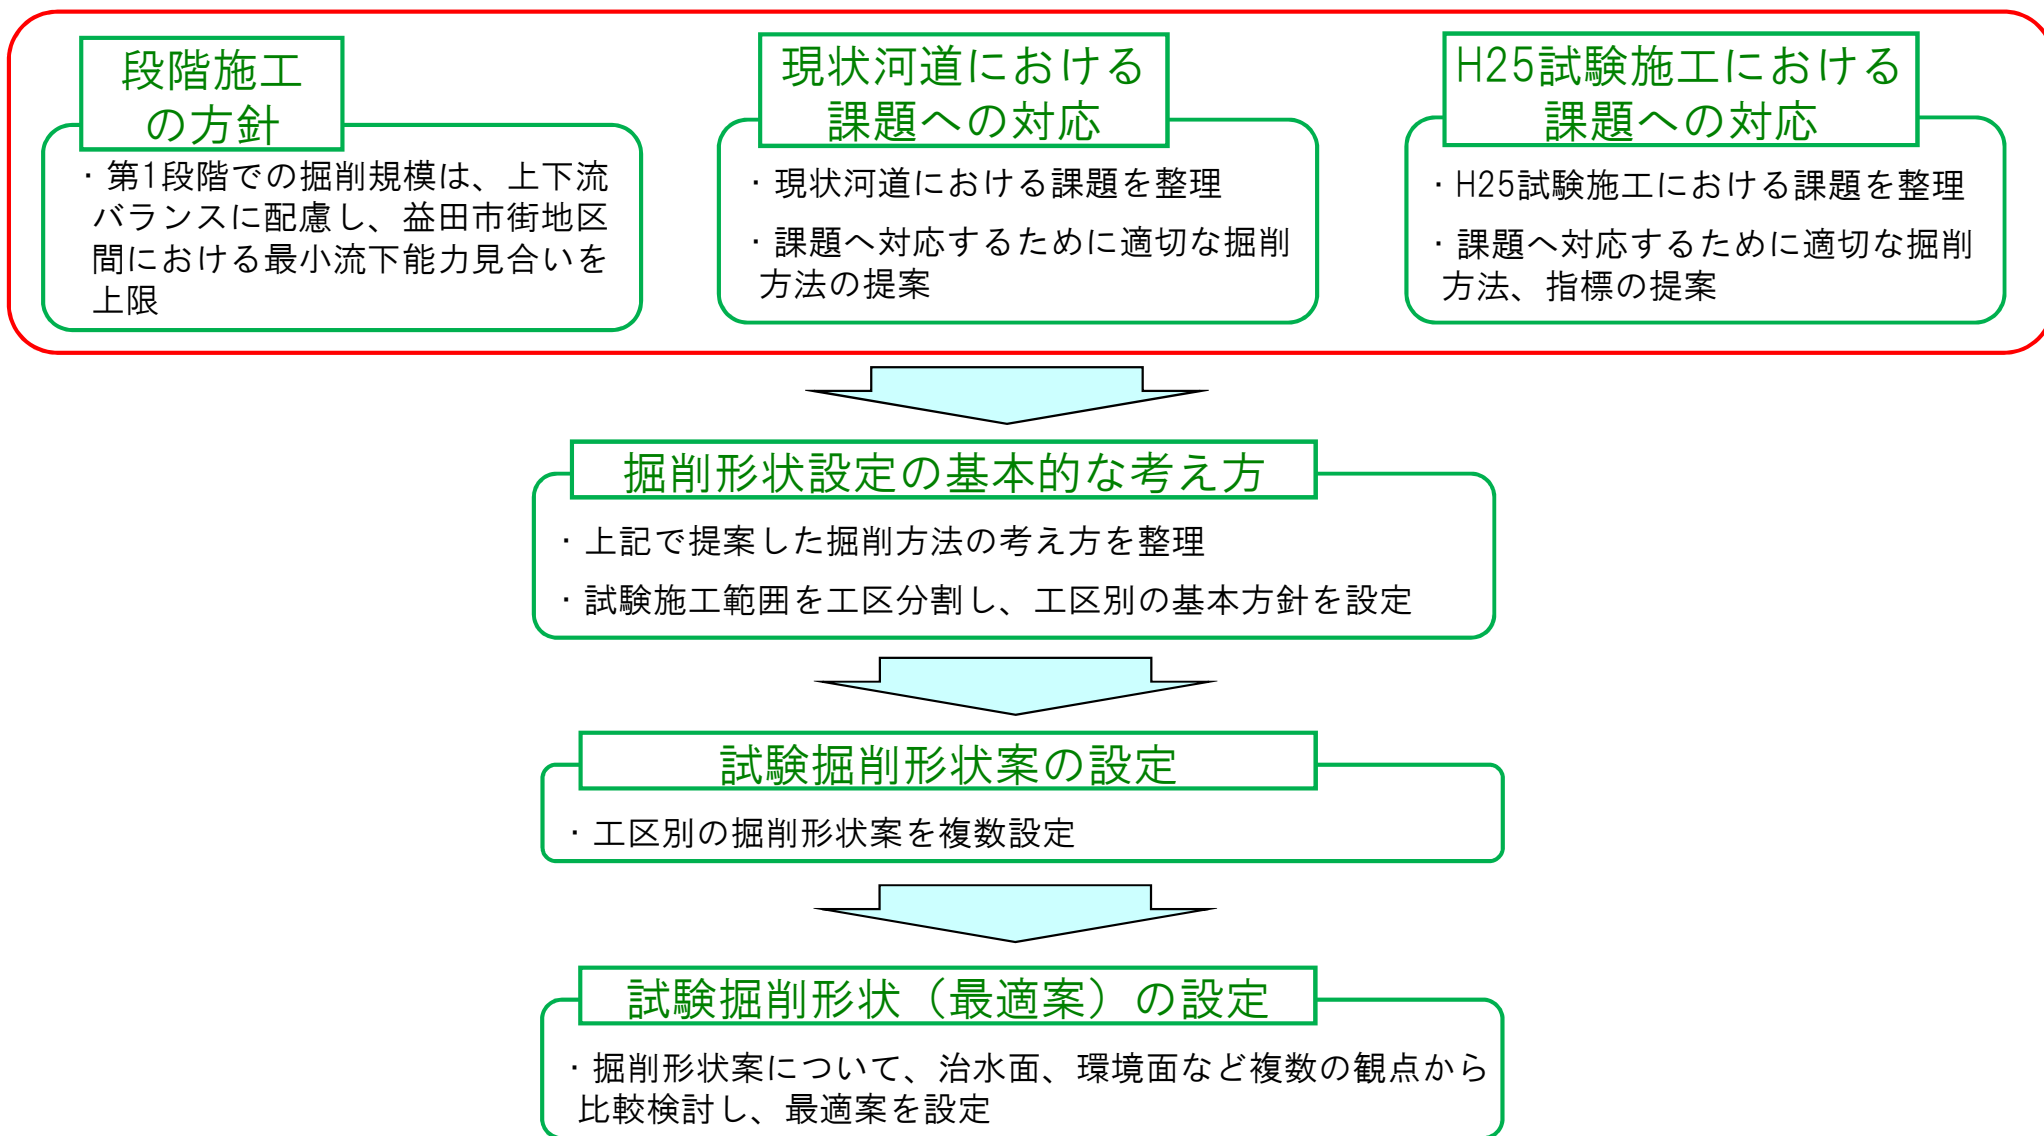 段階施工
の方針
・第1段階での掘削規模は、上下流
バランスに配慮し、益田市街地区
間における最小流下能力見合いを
上限
現状河道における
課題への対応
・現状河道における課題を整理
・課題へ対応するために適切な掘削
方法の提案
H25試験施工における
課題への対応
・H25試験施工における課題を整理
・課題へ対応するために適切な掘削
方法、指標の提案
掘削形状設定の基本的な考え方
・上記で提案した掘削方法の考え方を整理
・試験施工範囲を工区分割し、工区別の基本方針を設定
試験掘削形状案の設定
・工区別の掘削形状案を複数設定
試験掘削形状（最適案）の設定
・掘削形状案について、治水面、環境面など複数の観点から
比較検討し、最適案を設定